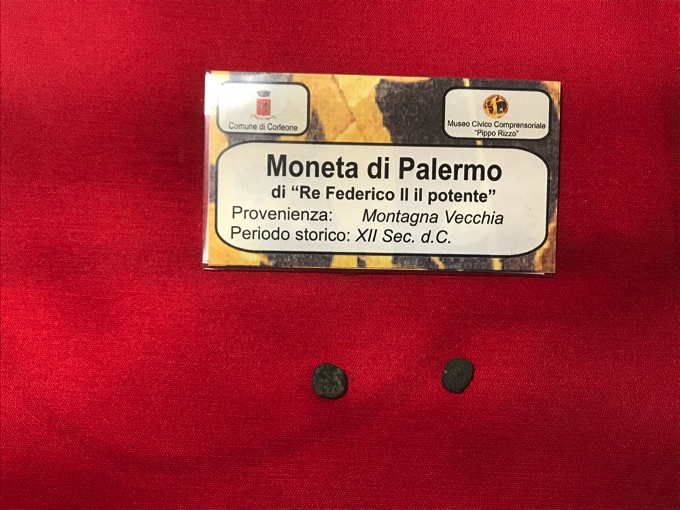 Comune di Corleone
Museo Civico Comprensoriale
"Pippo Rizzo"
Moneta di Palermo
di “Re Federico II il potente”
Provenienza: Montagna Vecchia
Periodo storico: XII Sec. d.C.